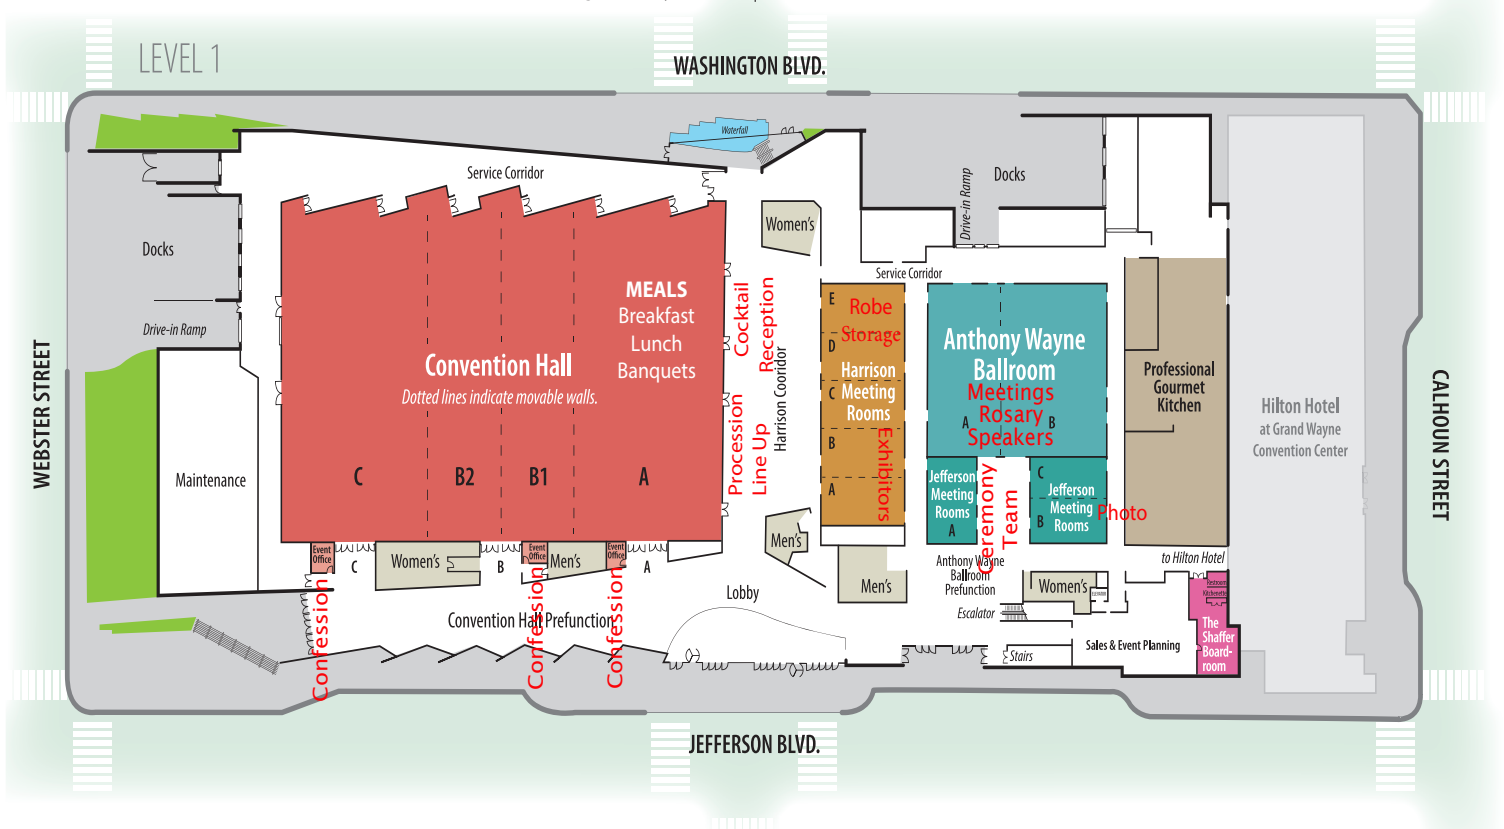 LEVEL 1
WASHINGTON BLVD.
Waterfall
Service Corridor
Docks
Drive-in Ramp
Women's
Docks
Service Corridor
Drive-in Ramp
MEALS
Breakfast
Lunch
Banquets
Convention Hall
Dotted lines indicate movable walls.
C
B2
B1
A
Cocktail
Reception
Procession
Line Up
Harrison Cooridor
E
Robe
Storage
D
Harrison
C
Meeting
Rooms
B
A
Exhibitors
Anthony Wayne
Ballroom
Meetings
Rosary
Speakers
A
B
Professional
Gourmet
Kitchen
Hilton Hotel
at Grand Wayne
Convention Center
WEBSTER STREET
CALHOUN STREET
Maintenance
Jefferson
Meeting
Rooms
A
Ceremony
Team
C
Jefferson
Meeting
Rooms
B
Photo
Event
Office
C
Women's
B
Event
Office
Men's
Event
Office
A
Men's
Men's
Anthony Wayne
Ballroom
Prefunction
to Hilton Hotel
Women's
ELEVATOR
Restroom
Kitchenette
Confession
Confession
Confession
Convention Hall Prefunction
Lobby
Escalator
Stairs
Sales & Event Planning
The
Shaffer
Board-
room
JEFFERSON BLVD.